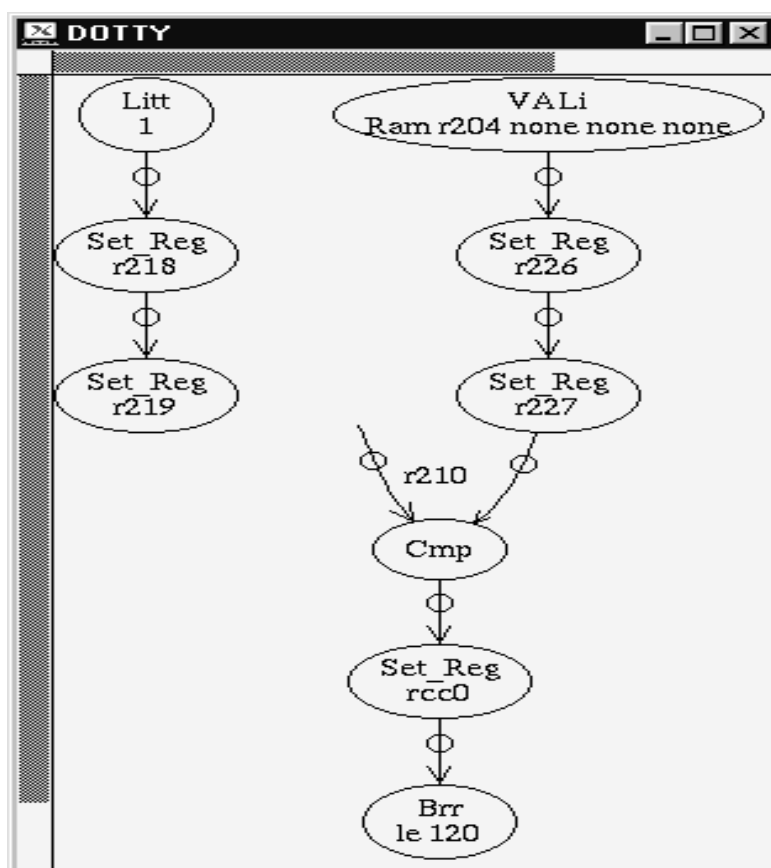 DOTTY
Litt
1
VALi
Ram r204 none none none
Set_Reg
r218
Set_Reg
r226
Set_Reg
r219
Set_Reg
r227
r210
Cmp
Set_Reg
rcc0
Brr
le 120